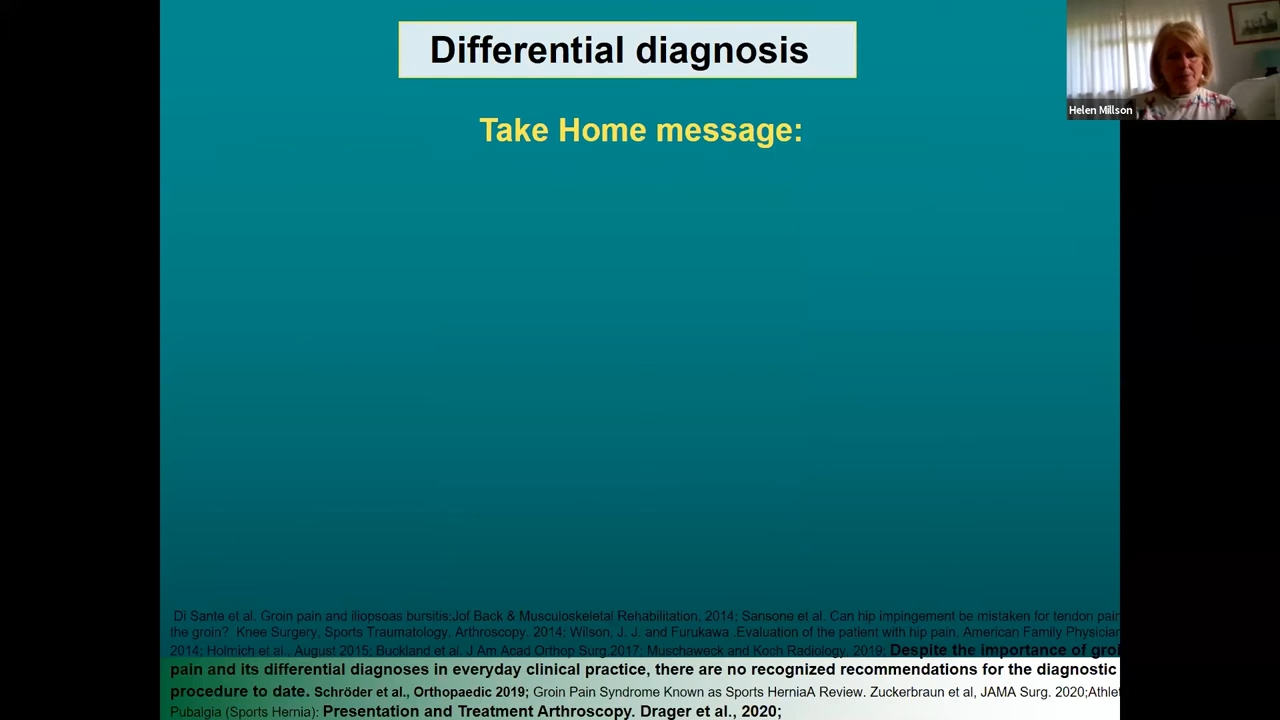 Differential diagnosis
Helen Millson
Take Home message:
Di Sante et al. Groin pain and iliopsoas bursitis:Jof Back & Musculoskeletal Rehabilitation, 2014; Sansone et al. Can hip impingement be mistaken for tendon pain
the groin? Knee Surgery, Sports Traumatology, Arthroscopy. 2014; Wilson, J. J. and Furukawa .Evaluation of the patient with hip pain. American Family Physician
2014; Holmich et al., August 2015; Buckland et al. J Am Acad Orthop Surg.2017; Muschaweck and Koch Radiology. 2019; Despite the importance of groi
pain and its differential diagnoses in everyday clinical practice, there are no recognized recommendations for the diagnostic
procedure to date. Schröder et al., Orthopaedic 2019; Groin Pain Syndrome Known as Sports HerniaA Review. Zuckerbraun et al, JAMA Surg. 2020;Athlet
Pubalgia (Sports Hernia): Presentation and Treatment Arthroscopy. Drager et al., 2020;